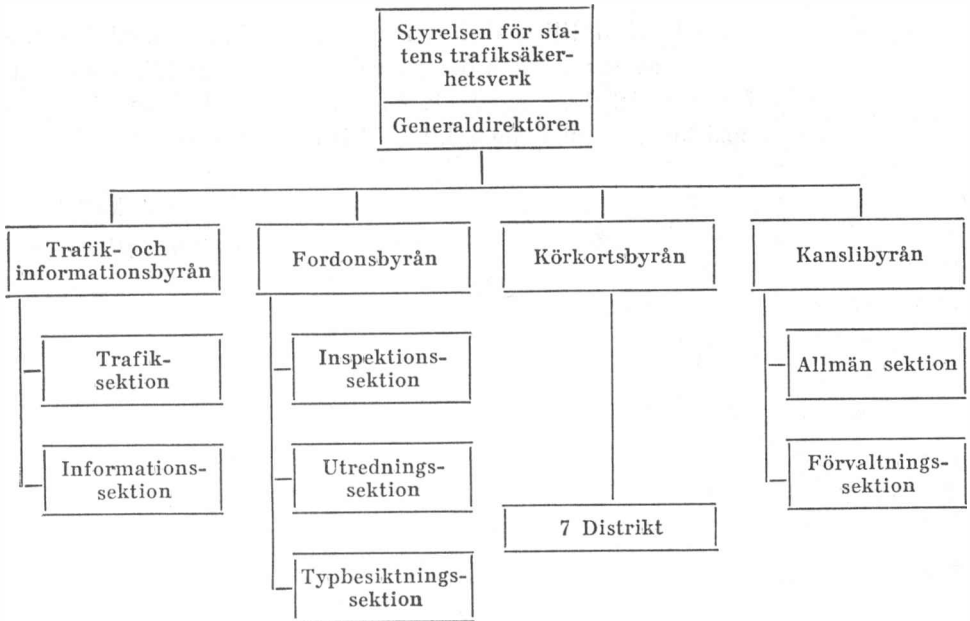 Styrelsen för sta-
tens trafiksäker-
hetsverk
Generaldirektören
Trafik- och
informationsbyrån
Fordonsbyrån
Körkortsbyrån
Kanslibyrån
Trafik-
sektion
Inspektions-
sektion
Allmän sektion
Informations-
sektion
Utrednings-
sektion
Förvaltnings-
sektion
7 Distrikt
Typbesiktnings-
sektion